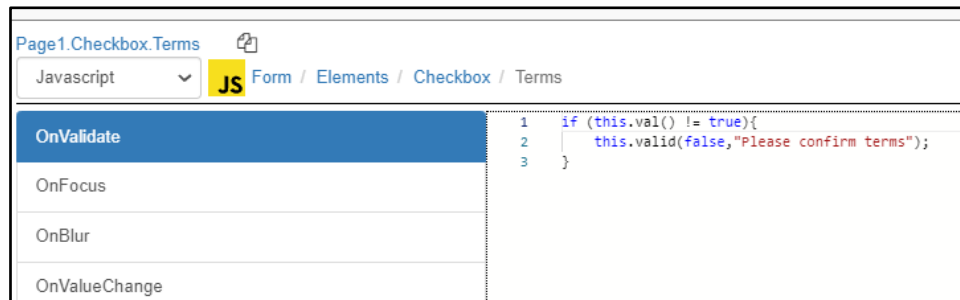 Page1.Checkbox.Terms
Javascript JS Form / Elements / Checkbox / Terms
OnValidate
OnFocus
OnBlur
OnValueChange
1 if (this.val() != true){
2 this.valid(false,"Please confirm terms");
3 }